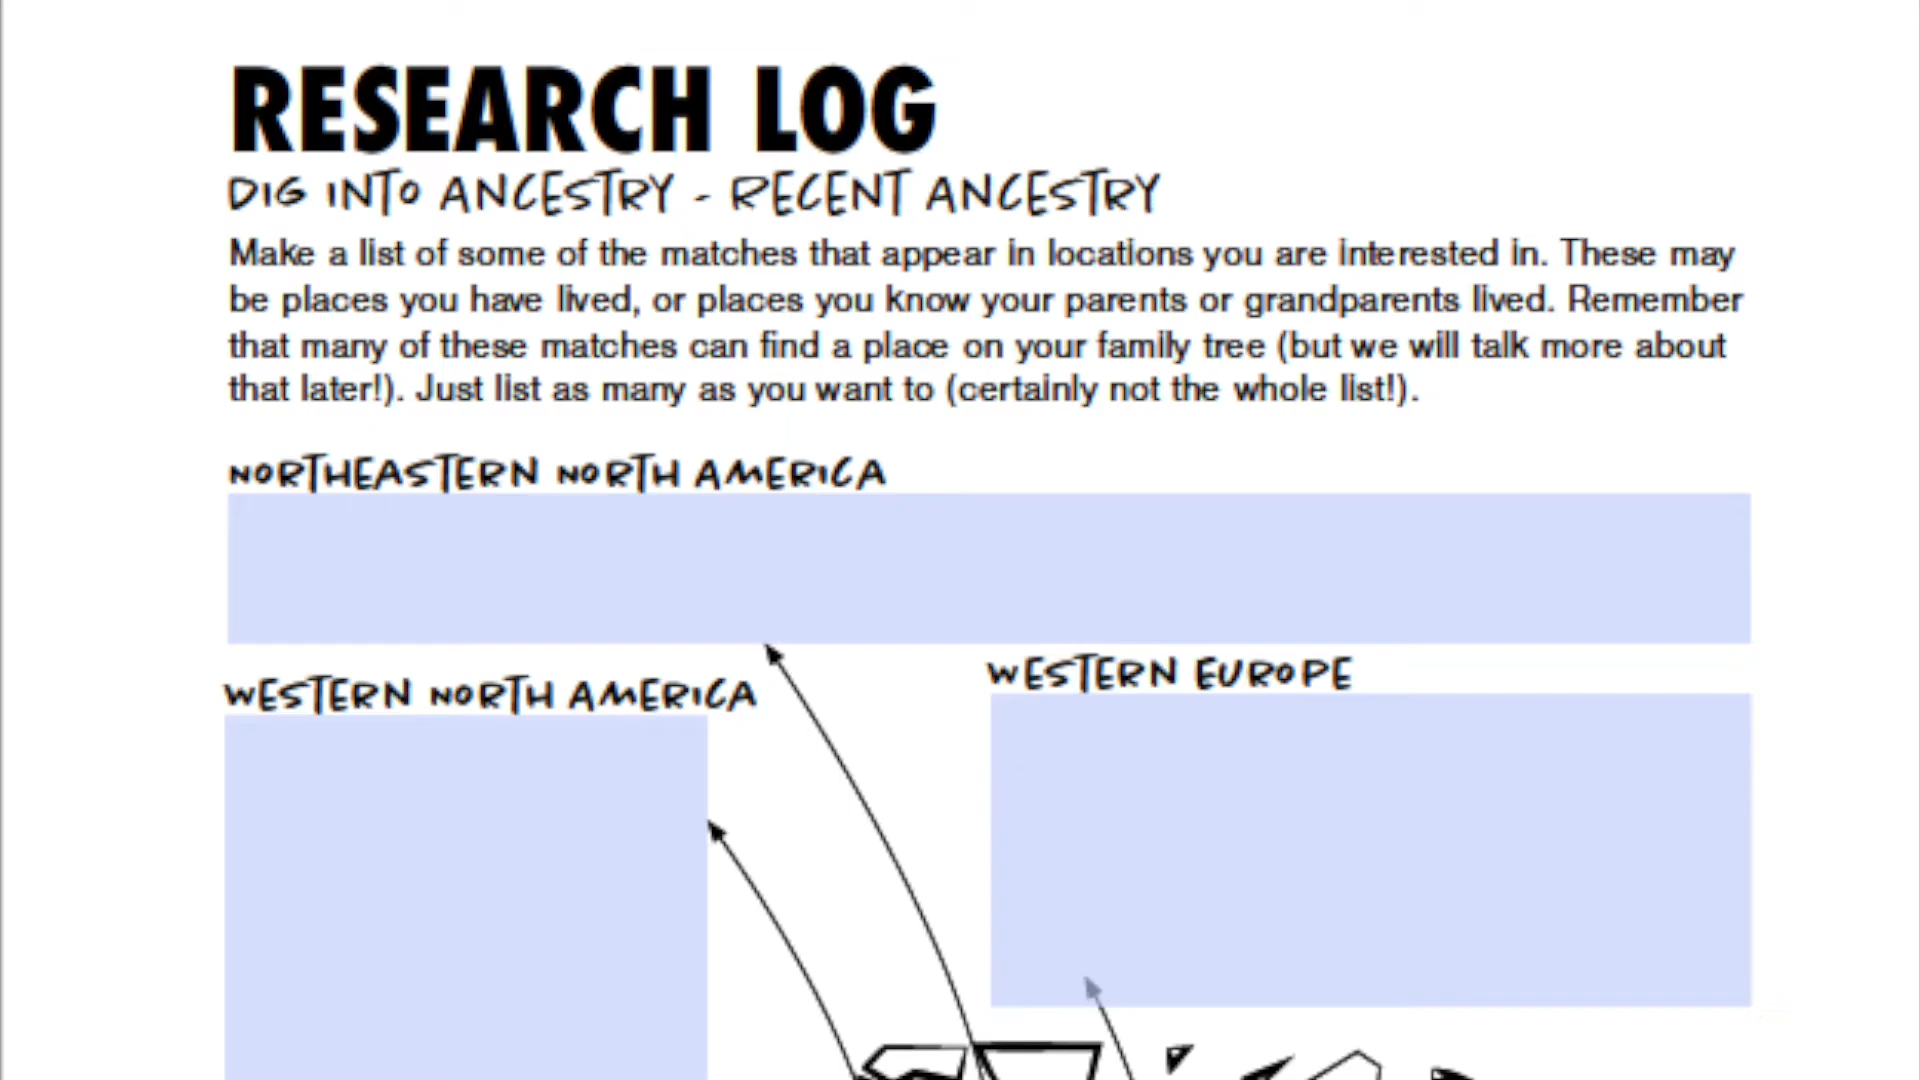 RESEARCH LOG
DIG INTO ANCESTRY - RECENT ANCESTRY
Make a list of some of the matches that appear in locations you are interested in. These may
be places you have lived, or places you know your parents or grandparents lived. Remember
that many of these matches can find a place on your family tree (but we will talk more about
that later!). Just list as many as you want to (certainly not the whole list!).
NORTHEASTERN NORTH AMERICA
WESTERN NORTH AMERICA
WESTERN EUROPE